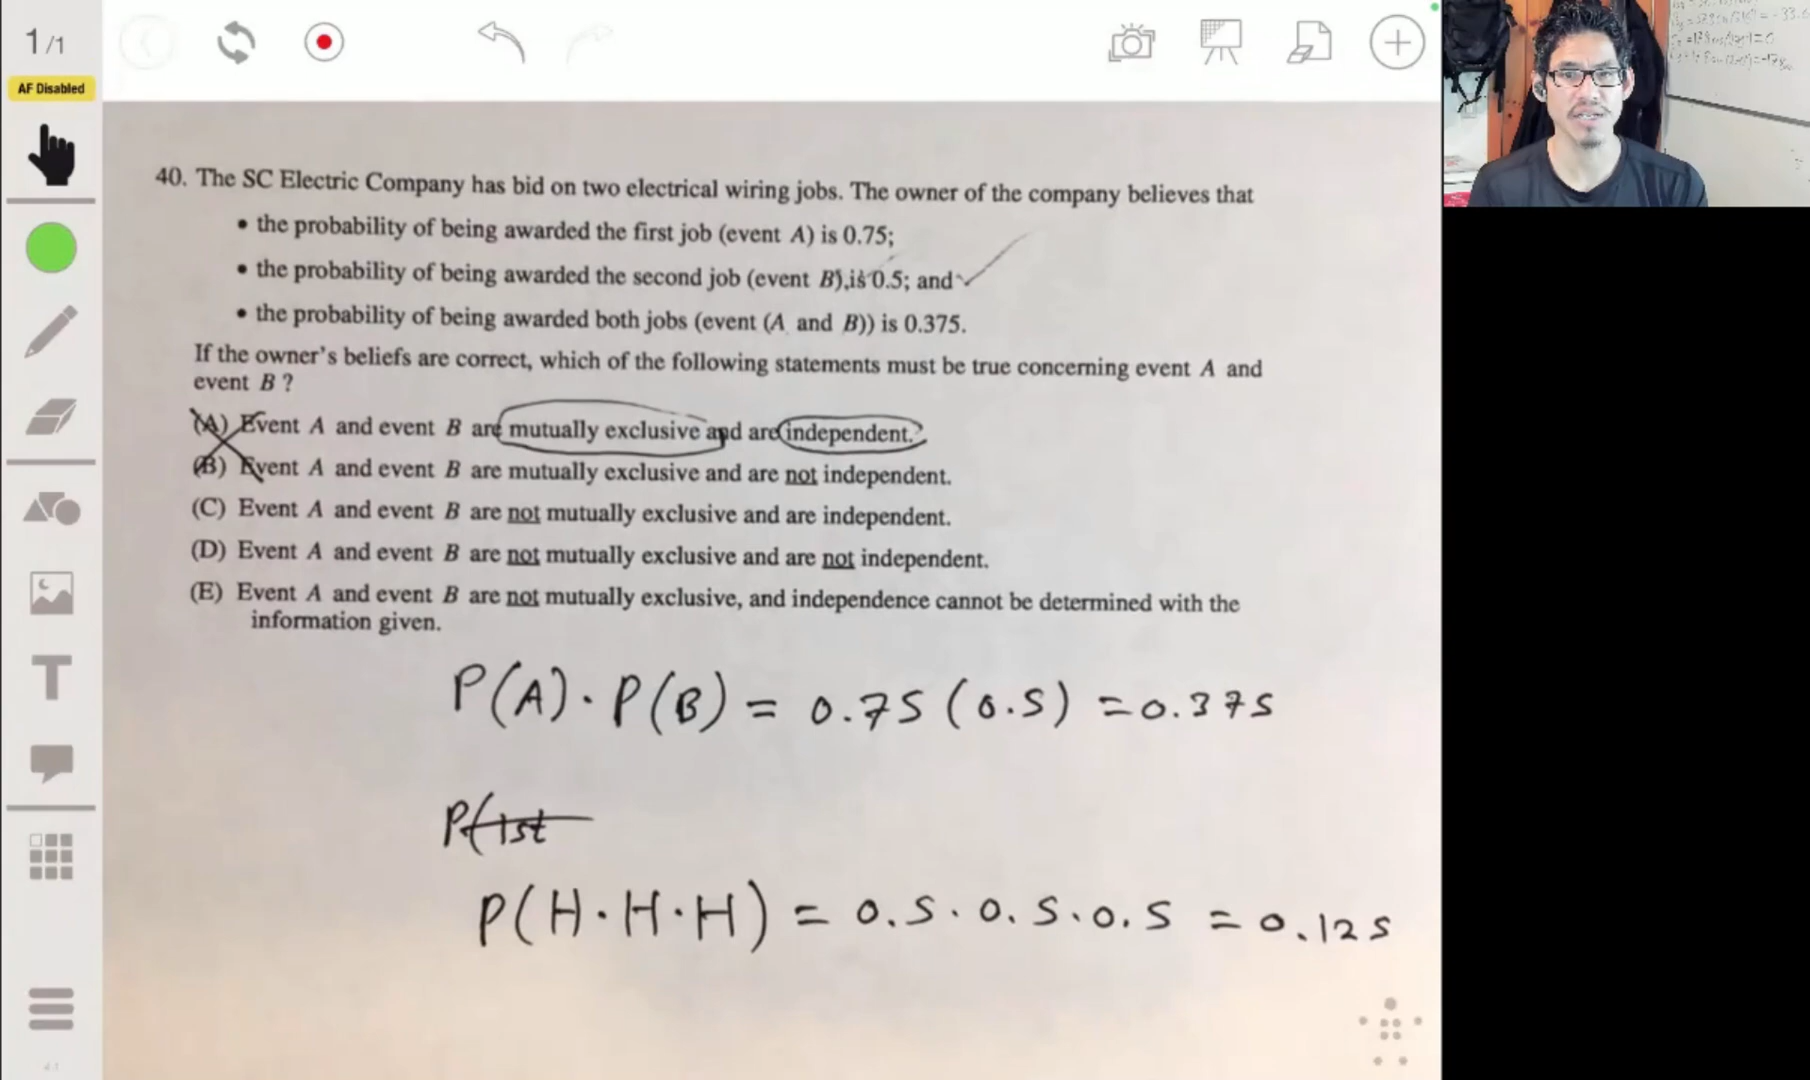 1/1
AF Disabled
40. The SC Electric Company has bid on two electrical wiring jobs. The owner of the company believes that
• the probability of being awarded the first job (event A) is 0.75;
• the probability of being awarded the second job (event B) is 0.5; and
• the probability of being awarded both jobs (event (A and B)) is 0.375.
If the owner's beliefs are correct, which of the following statements must be true concerning event A and
event B ?
(A) Event A and event B are mutually exclusive and are independent.
(B) Event A and event B are mutually exclusive and are not independent.
(C) Event A and event B are not mutually exclusive and are independent.
(D) Event A and event B are not mutually exclusive and are not independent.
(E) Event A and event B are not mutually exclusive, and independence cannot be determined with the
information given.
P(A) · P(B) = 0.75 (0.5) = 0.375
P(1st
P(H · H · H) = 0.5 · 0.5 · 0.5 = 0.125
T